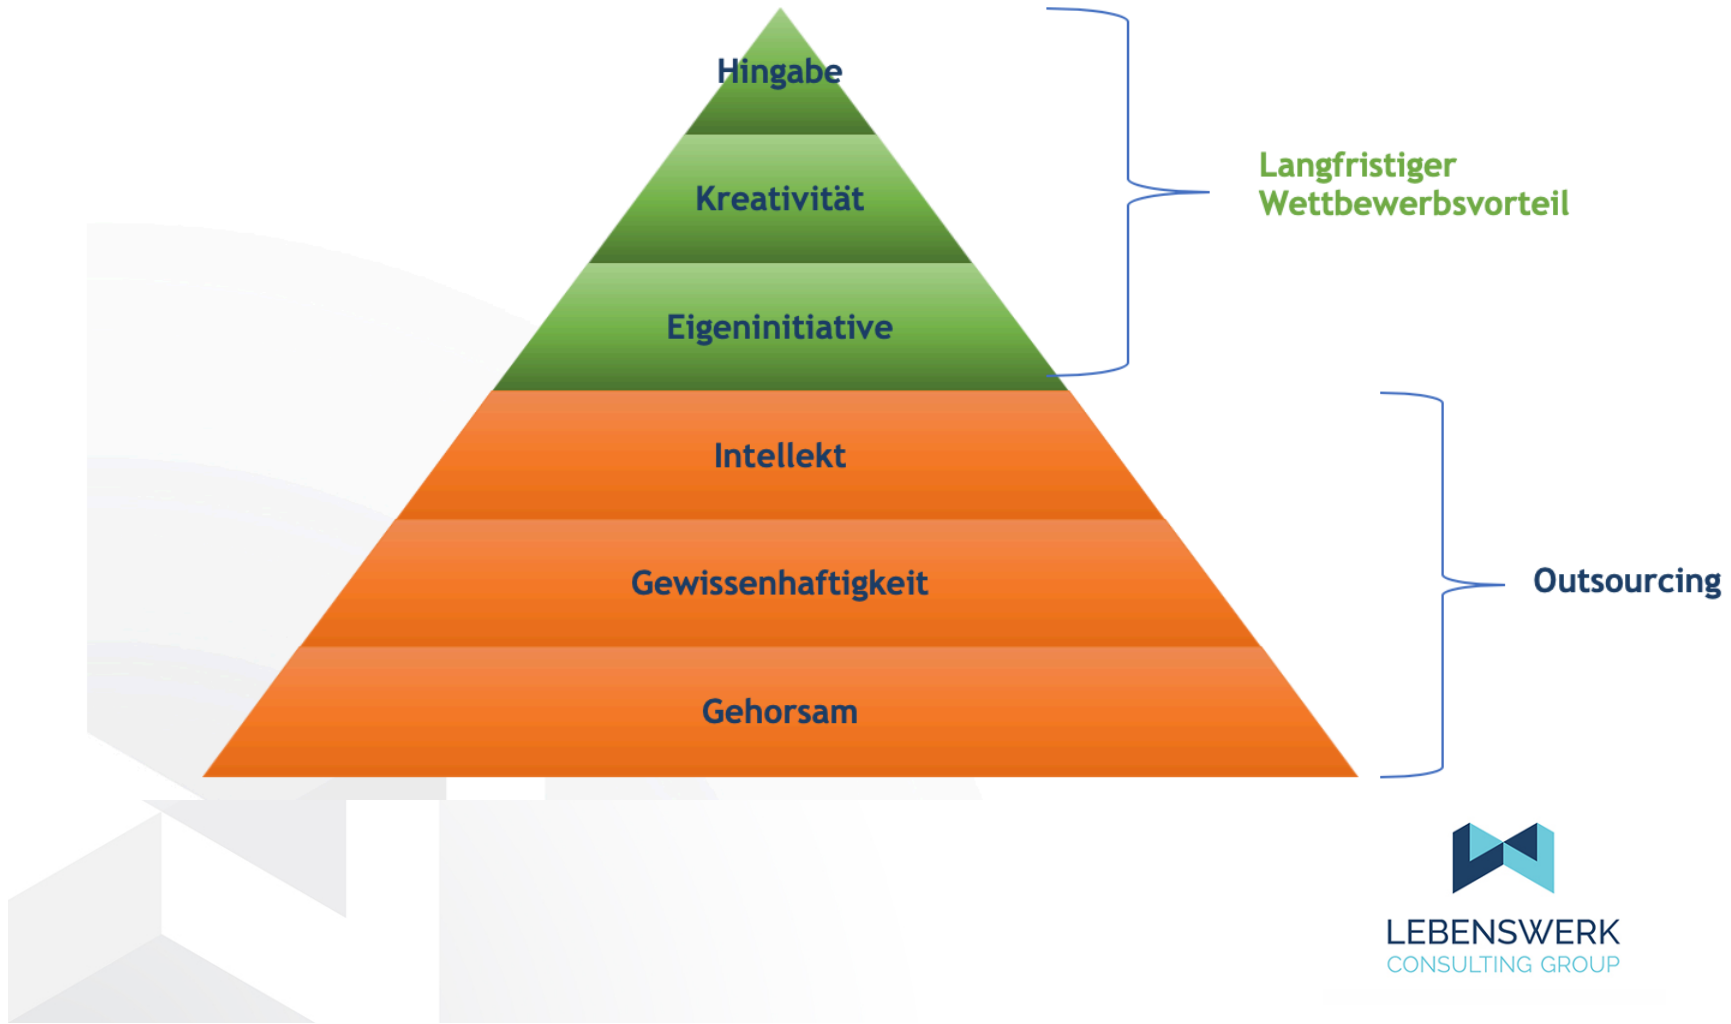 Hingabe
Kreativität
Eigeninitiative
Langfristiger
Wettbewerbsvorteil
Intellekt
Gewissenhaftigkeit
Gehorsam
Outsourcing
LEBENSWERK
CONSULTING GROUP